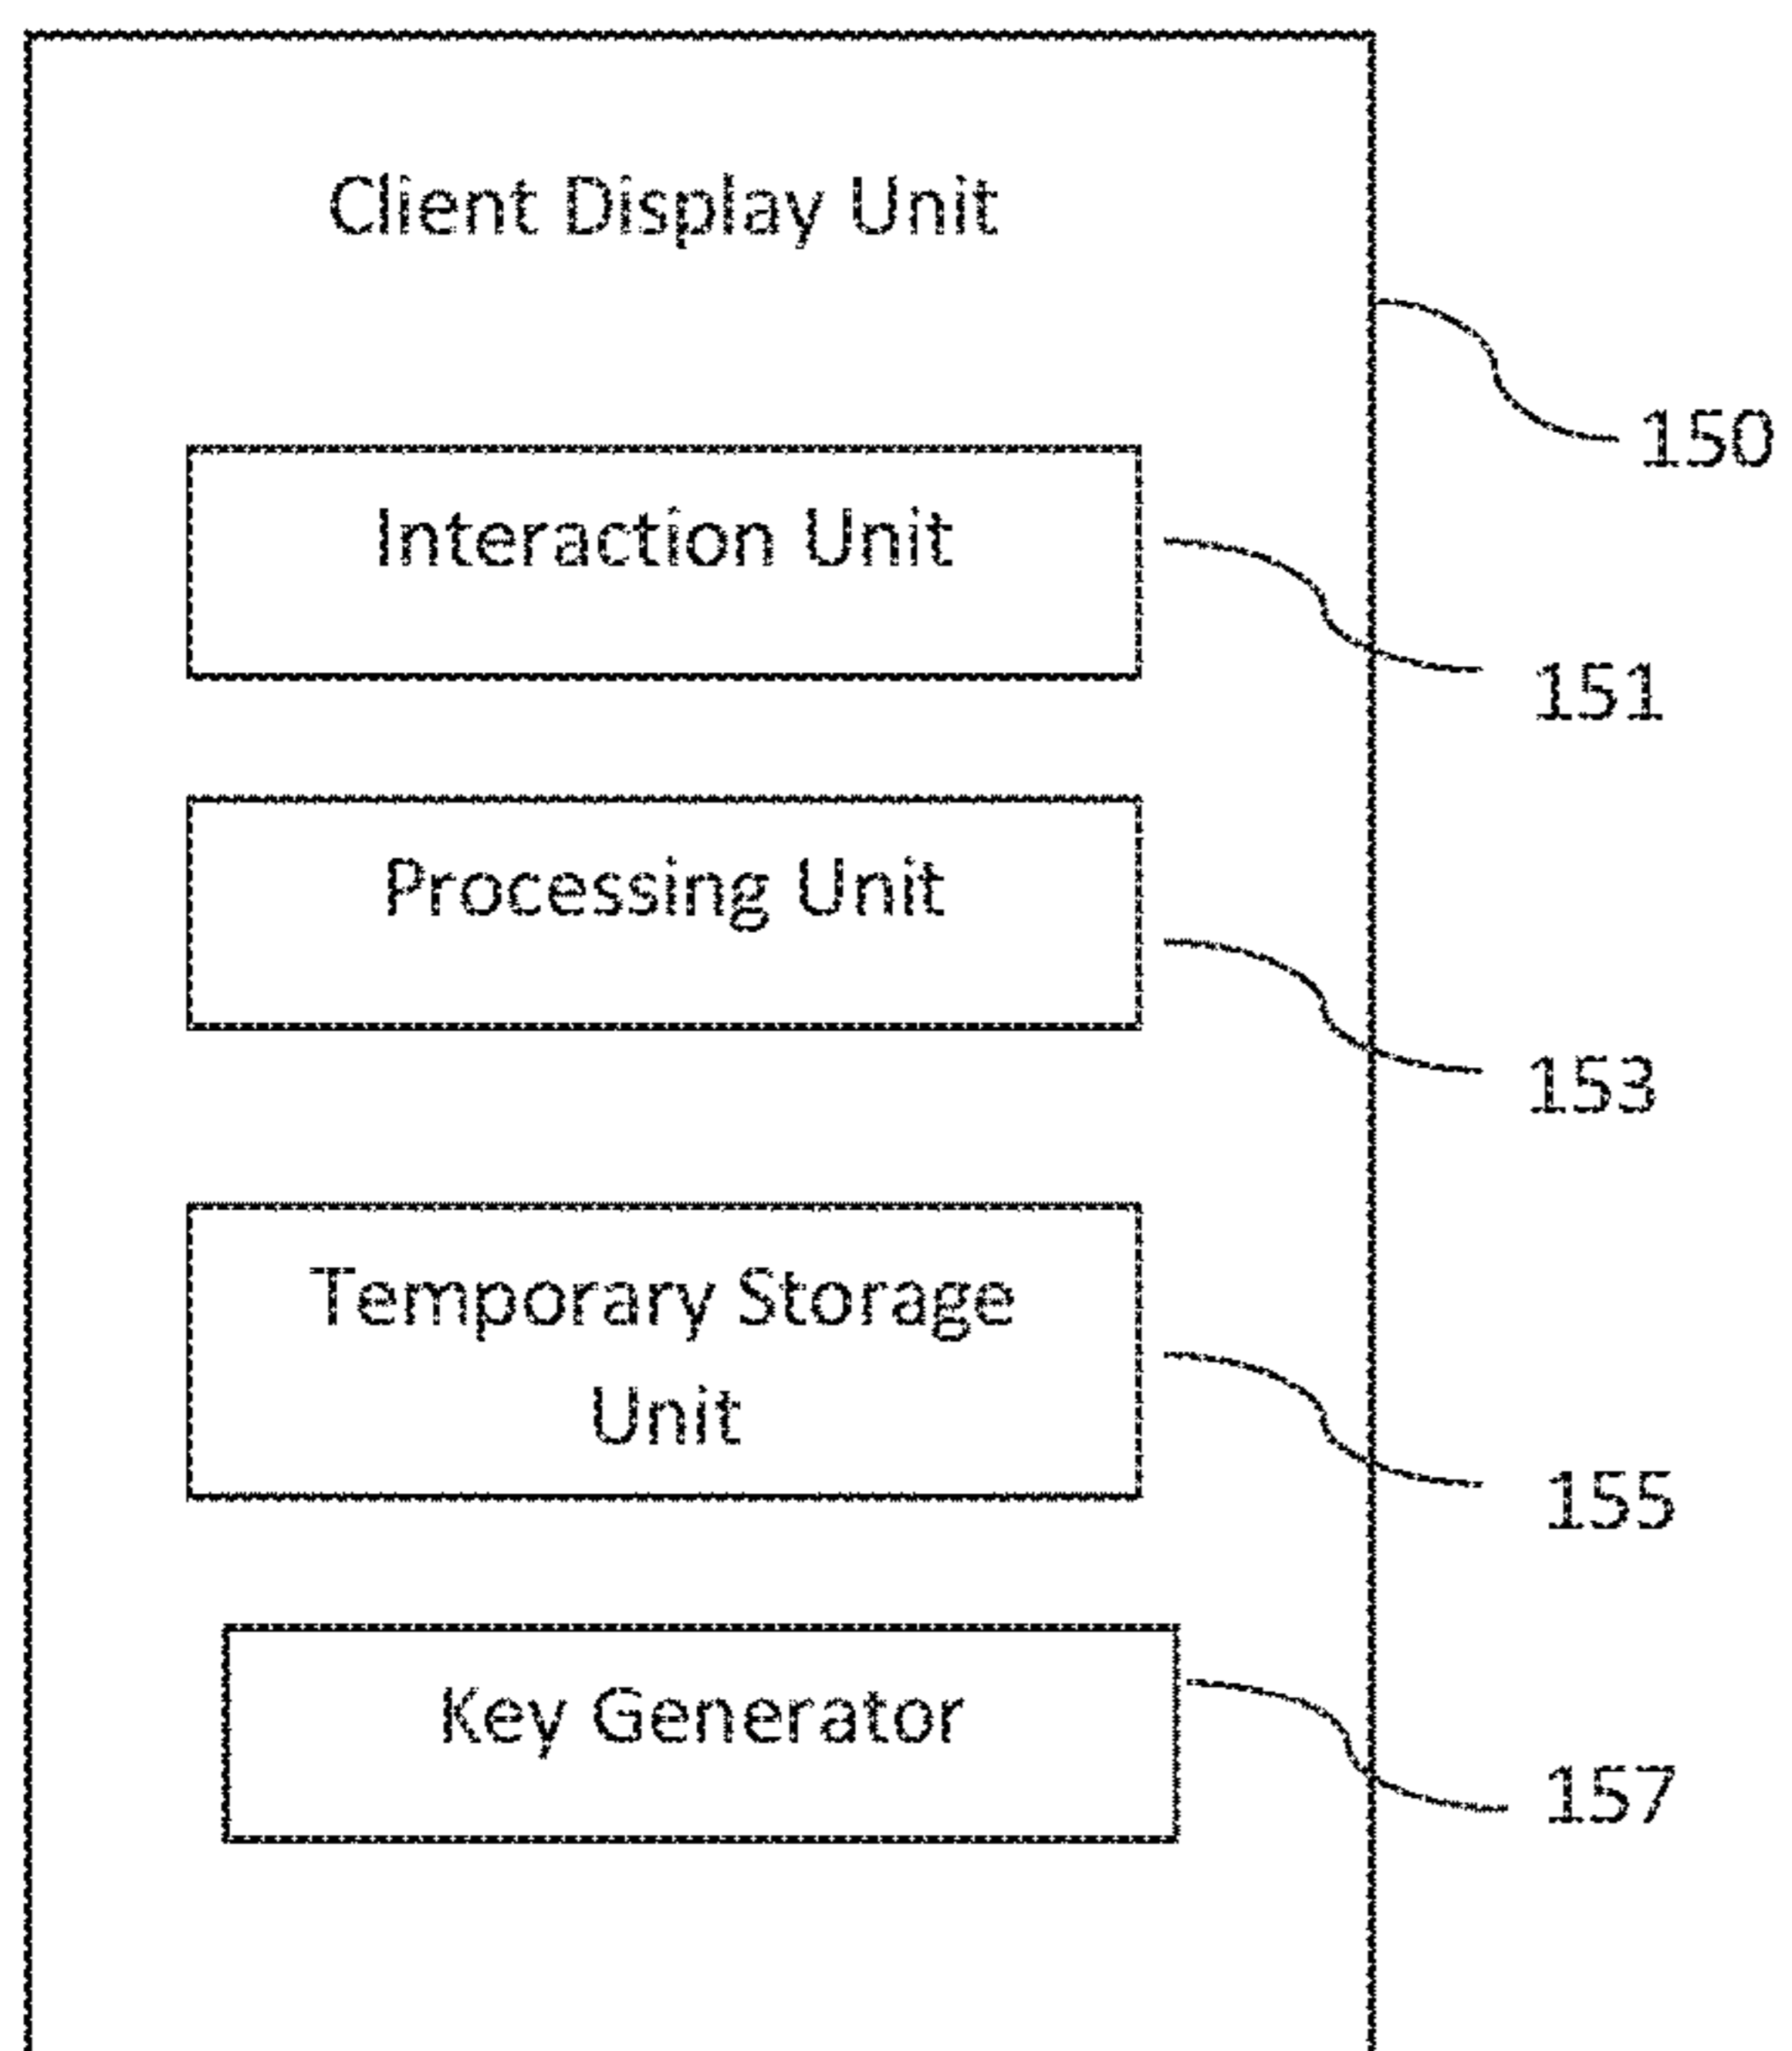 Client Display Unit
150
Interaction Unit
151
Processing Unit
153
Temporary Storage
Unit
155
Key Generator
157